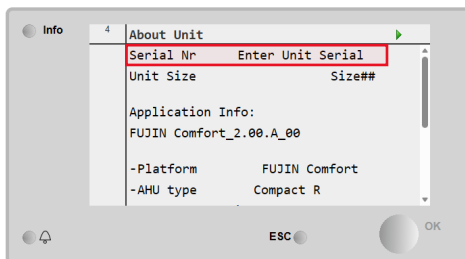 Info
4 About Unit
Serial Nr Enter Unit Serial
Unit Size Size##
Application Info:
FUJIN Comfort_2.00.A_00
-Platform FUJIN Comfort
-AHU type Compact R
ESC
OK